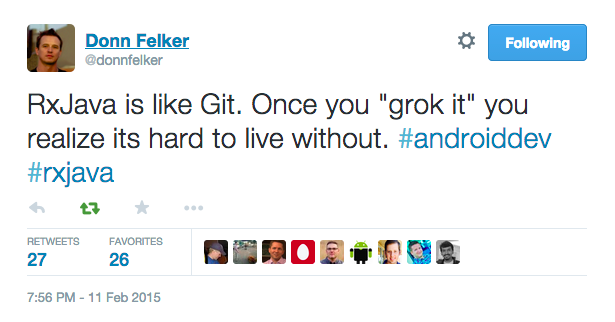 Donn Felker
@donnfelker
Following
RxJava is like Git. Once you "grok it" you
realize its hard to live without. #androiddev
#rxjava
RETWEETS
FAVORITES
27
26
7:56 PM - 11 Feb 2015